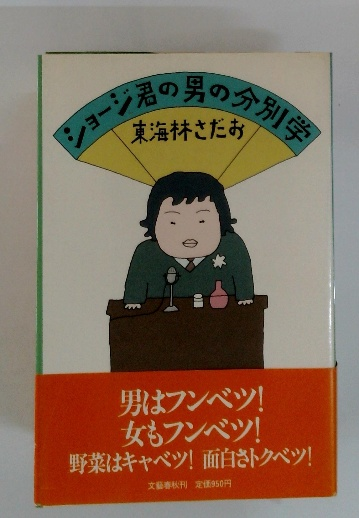 ショージ君の男の分別学
東海林さだお
男はフンベツ!
女もフンベツ!
野菜はキャベツ! 面白さトクベツ!
文藝春秋刊 定価950円